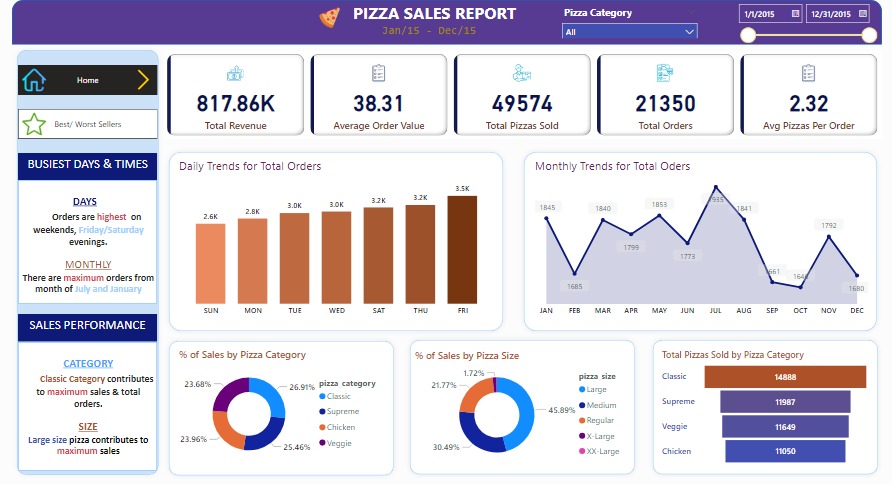 PIZZA SALES REPORT
Jan/15 - Dec/15
Pizza Category
All
1/1/2015
12/31/2015
Home
Best/ Worst Sellers
817.86K
Total Revenue
38.31
Average Order Value
49574
Total Pizzas Sold
21350
Total Orders
2.32
Avg Pizzas Per Order
BUSIEST DAYS & TIMES
DAYS
Orders are highest on
weekends, Friday/Saturday
evenings.
MONTHLY
There are maximum orders from
month of July and January
SALES PERFORMANCE
CATEGORY
Classic Category contributes
to maximum sales & total
orders.
SIZE
Large size pizza contributes to
maximum sales
Daily Trends for Total Orders
2.6K
2.8K
3.0K
3.0K
3.2K
3.2K
3.5K
SUN
MON
TUE
WED
SAT
THU
FRI
Monthly Trends for Total Oders
1845
1685
1840
1799
1853
1773
1935
1841
1661
1646
1792
1680
JAN
FEB
MAR
APR
MAY
JUN
JUL
AUG
SEP
OCT
NOV
DEC
% of Sales by Pizza Category
23.68%
26.91%
23.96%
25.46%
pizza_category
Classic
Supreme
Chicken
Veggie
% of Sales by Pizza Size
1.72%
21.77%
45.89%
30.49%
pizza_size
Large
Medium
Regular
X-Large
XX-Large
Total Pizzas Sold by Pizza Category
Classic
14888
Supreme
11987
Veggie
11649
Chicken
11050